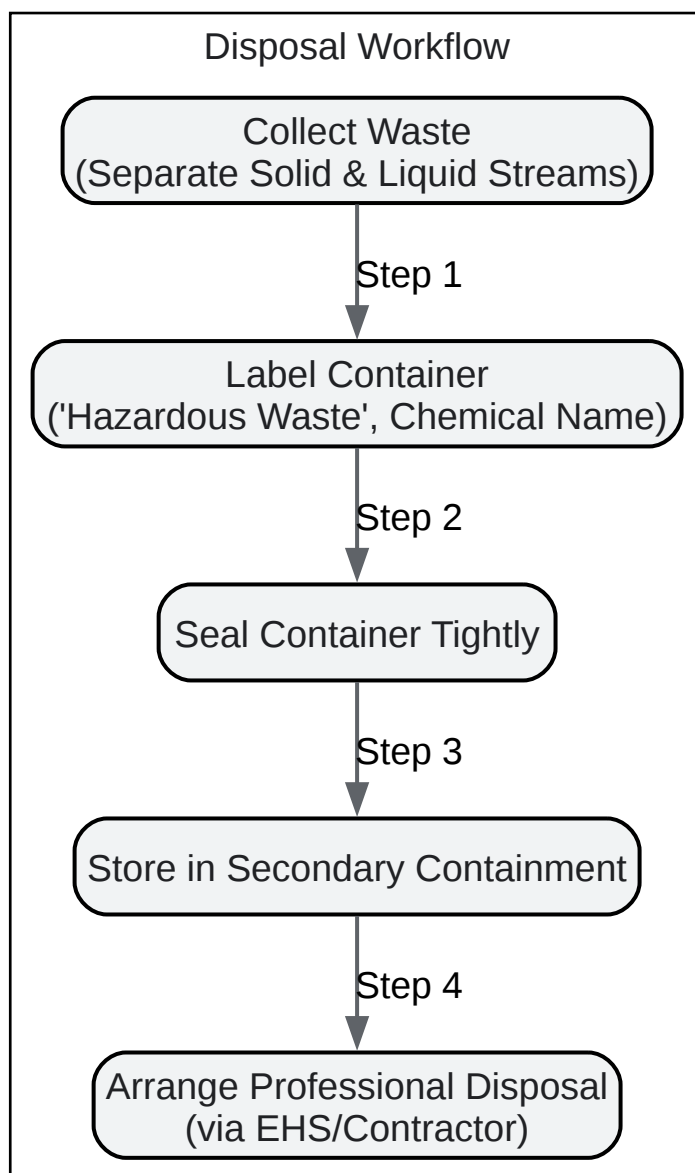 Disposal Workflow
Collect Waste
(Separate Solid & Liquid Streams)
Step 1
Label Container
('Hazardous Waste', Chemical Name)
Step 2
Seal Container Tightly
Step 3
Store in Secondary Containment
Step 4
Arrange Professional Disposal
(via EHS/Contractor)